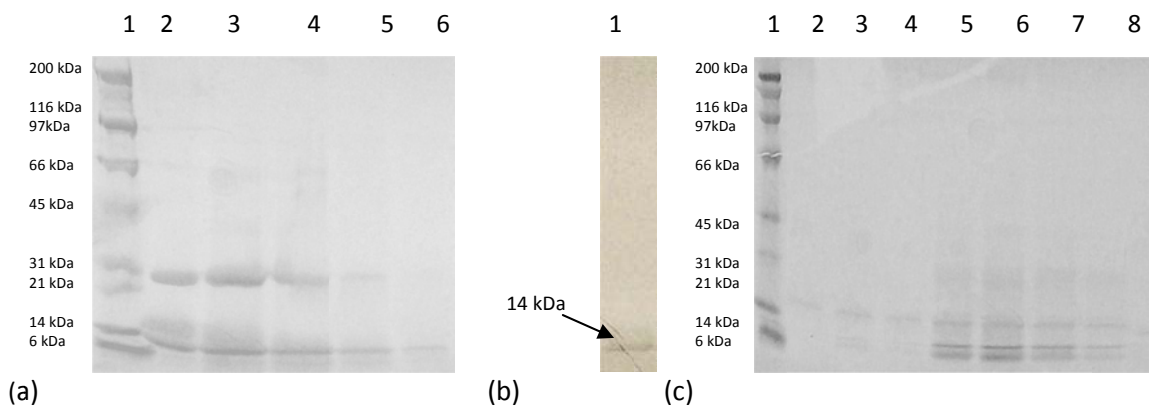 1 2 3 4 5 6
200 kDa
116 kDa
97kDa
66 kDa
45 kDa
31 kDa
21 kDa
14 kDa
6 kDa
(a)
1
14 kDa
(b)
1 2 3 4 5 6 7 8
200 kDa
116 kDa
97kDa
66 kDa
45 kDa
31 kDa
21 kDa
14 kDa
6 kDa
(c)